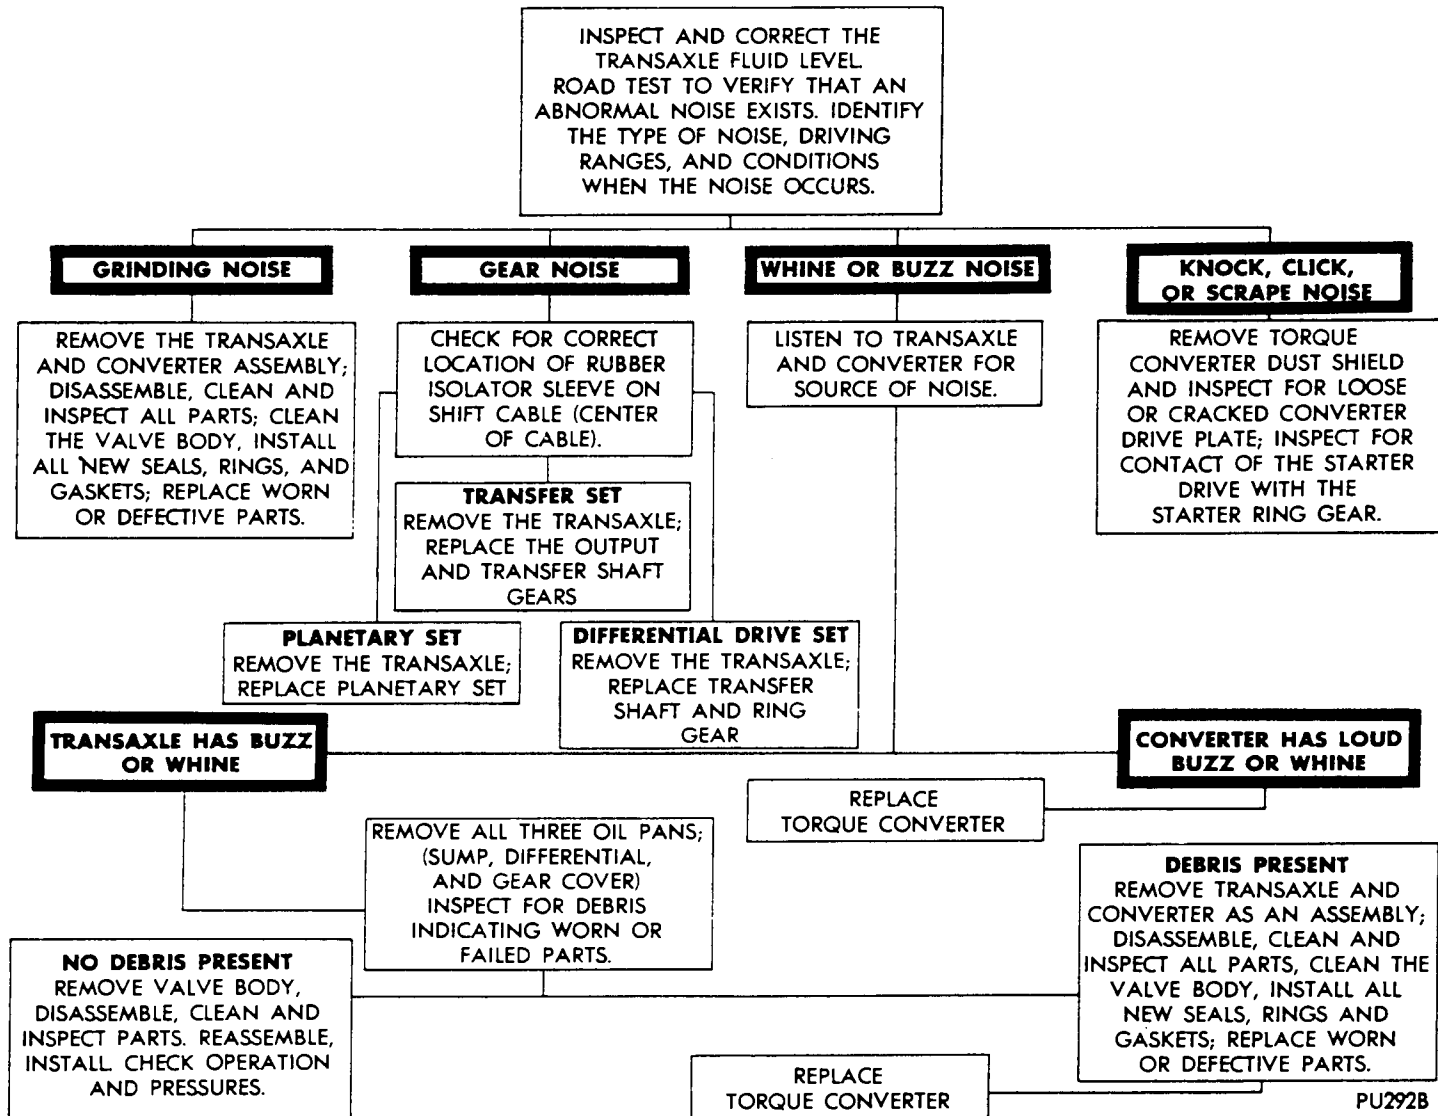 INSPECT AND CORRECT THE
TRANSAXLE FLUID LEVEL.
ROAD TEST TO VERIFY THAT AN
ABNORMAL NOISE EXISTS. IDENTIFY
THE TYPE OF NOISE, DRIVING
RANGES, AND CONDITIONS
WHEN THE NOISE OCCURS.
GRINDING NOISE
REMOVE THE TRANSAXLE
AND CONVERTER ASSEMBLY;
DISASSEMBLE, CLEAN AND
INSPECT ALL PARTS; CLEAN
THE VALVE BODY, INSTALL
ALL NEW SEALS, RINGS, AND
GASKETS; REPLACE WORN
OR DEFECTIVE PARTS.
GEAR NOISE
CHECK FOR CORRECT
LOCATION OF RUBBER
ISOLATOR SLEEVE ON
SHIFT CABLE (CENTER
OF CABLE).
WHINE OR BUZZ NOISE
LISTEN TO TRANSAXLE
AND CONVERTER FOR
SOURCE OF NOISE.
KNOCK, CLICK,
OR SCRAPE NOISE
REMOVE TORQUE
CONVERTER DUST SHIELD
AND INSPECT FOR LOOSE
OR CRACKED CONVERTER
DRIVE PLATE; INSPECT FOR
CONTACT OF THE STARTER
DRIVE WITH THE
STARTER RING GEAR.
TRANSFER SET
REMOVE THE TRANSAXLE;
REPLACE THE OUTPUT
AND TRANSFER SHAFT
GEARS
PLANETARY SET
REMOVE THE TRANSAXLE;
REPLACE PLANETARY SET
DIFFERENTIAL DRIVE SET
REMOVE THE TRANSAXLE;
REPLACE TRANSFER
SHAFT AND RING
GEAR
TRANSAXLE HAS BUZZ
OR WHINE
CONVERTER HAS LOUD
BUZZ OR WHINE
REPLACE
TORQUE CONVERTER
REMOVE ALL THREE OIL PANS;
(SUMP, DIFFERENTIAL,
AND GEAR COVER)
INSPECT FOR DEBRIS
INDICATING WORN OR
FAILED PARTS.
NO DEBRIS PRESENT
REMOVE VALVE BODY,
DISASSEMBLE, CLEAN AND
INSPECT PARTS. REASSEMBLE,
INSTALL. CHECK OPERATION
AND PRESSURES.
DEBRIS PRESENT
REMOVE TRANSAXLE AND
CONVERTER AS AN ASSEMBLY;
DISASSEMBLE, CLEAN AND
INSPECT ALL PARTS, CLEAN THE
VALVE BODY, INSTALL ALL
NEW SEALS, RINGS AND
GASKETS; REPLACE WORN
OR DEFECTIVE PARTS.
REPLACE
TORQUE CONVERTER
PU292B